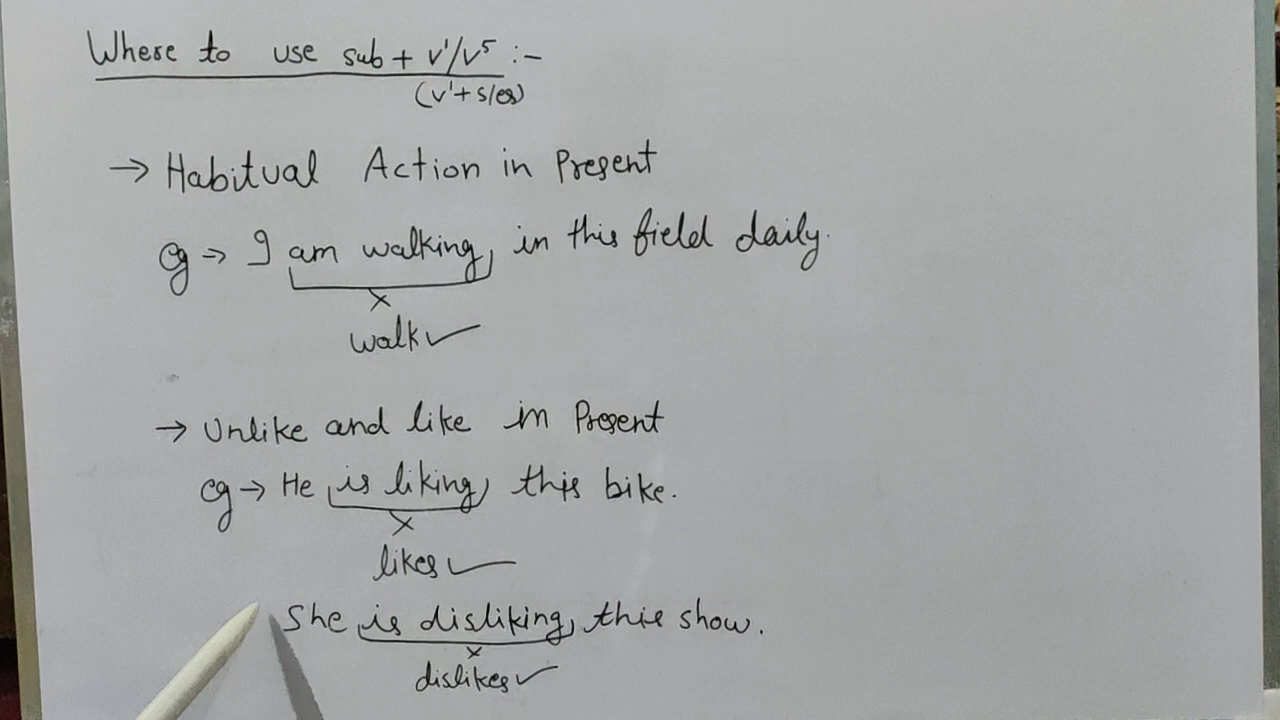 Where to use sub + v¹/v⁵ :-
(v¹+s/es)
→ Habitual Action in Present
eg → I am walking, in this field daily.
×
walk ✓
→ Unlike and like in Present
eg → He is liking, this bike.
×
likes ✓
She is disliking, this show.
×
dislikes ✓